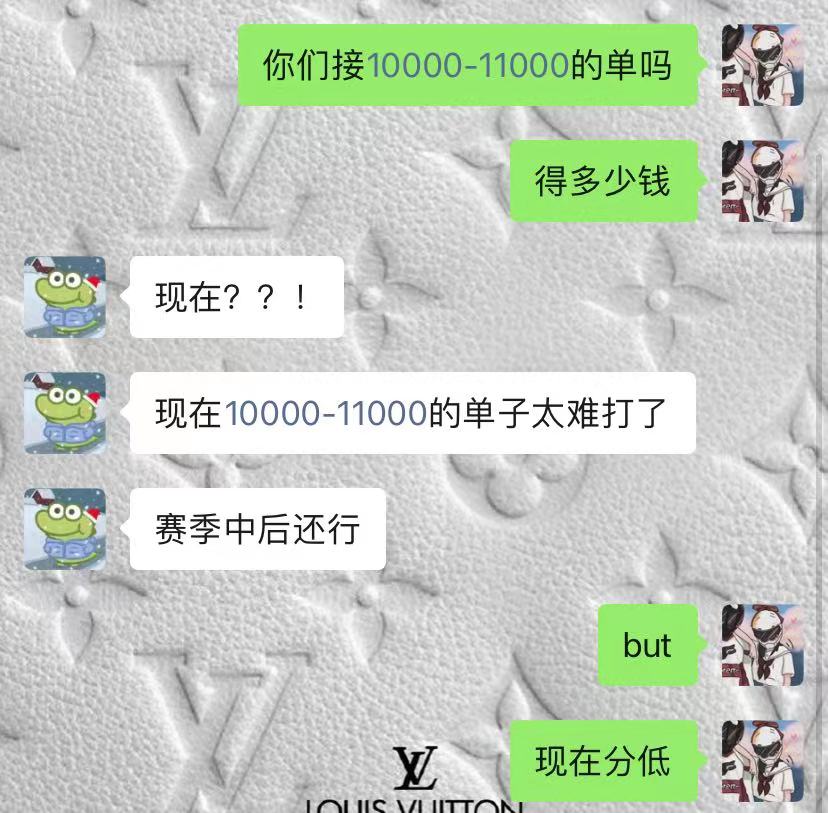 你们接10000-11000的单吗
得多少钱
现在？？！
现在10000-11000的单子太难打了
赛季中后还行
but
现在分低
LV
LOUIS VUITTON